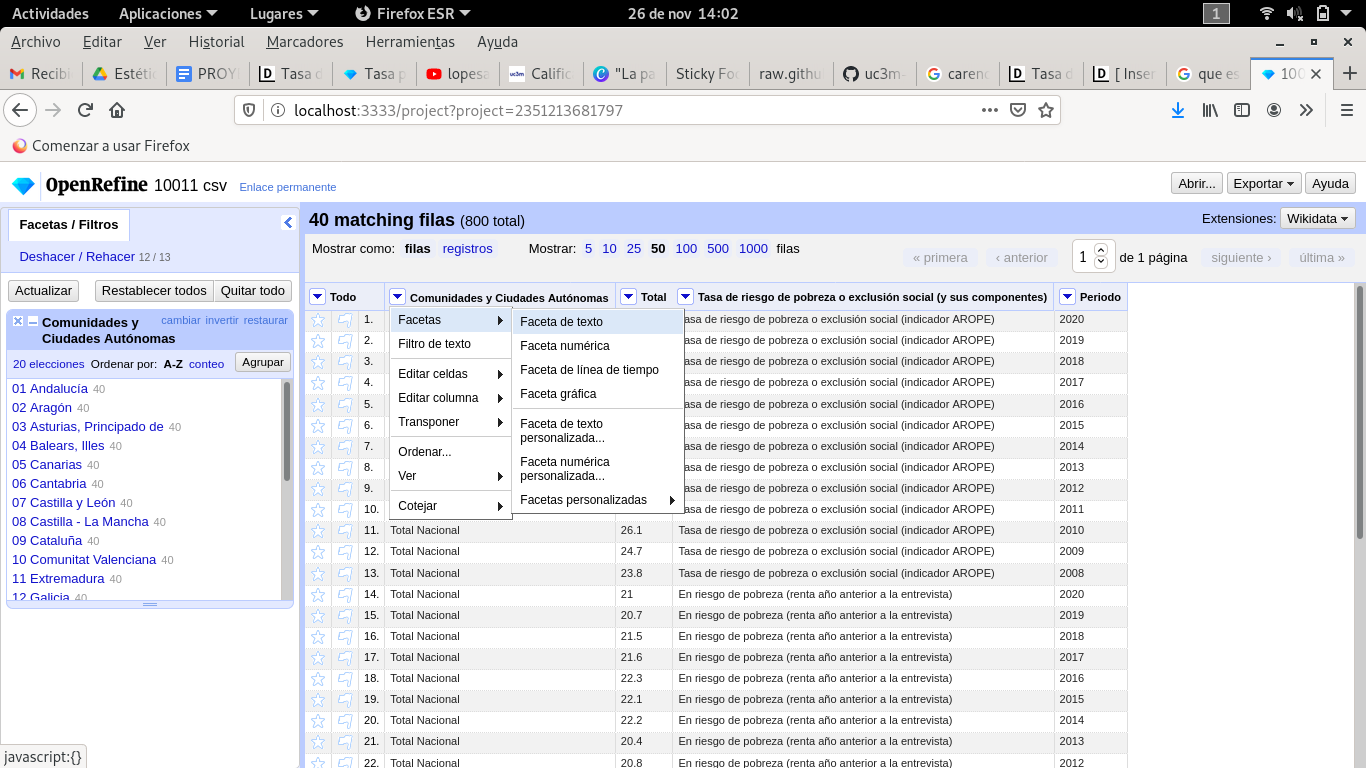 Actividades Aplicaciones Lugares Firefox ESR 26 de nov 14:02 1
Archivo Editar Ver Historial Marcadores Herramientas Ayuda
Recibi Estétic PROY Tasa d Tasa p lopesa uc3m Calific "La pa Sticky Foo raw.githu uc3m- carenc Tasa d [ Inser que es 100
localhost:3333/project?project=2351213681797
Comenzar a usar Firefox
OpenRefine 10011 csv Enlace permanente Abrir... Exportar Ayuda
Facetas / Filtros
40 matching filas (800 total) Extensiones: Wikidata
Deshacer / Rehacer 12 / 13
Mostrar como: filas registros Mostrar: 5 10 25 50 100 500 1000 filas « primera ‹ anterior 1 de 1 página siguiente › última »
Actualizar Restablecer todos Quitar todo
Comunidades y Ciudades Autónomas cambiar invertir restaurar
20 elecciones Ordenar por: A-Z conteo Agrupar
01 Andalucía 40
02 Aragón 40
03 Asturias, Principado de 40
04 Balears, Illes 40
05 Canarias 40
06 Cantabria 40
07 Castilla y León 40
08 Castilla - La Mancha 40
09 Cataluña 40
10 Comunitat Valenciana 40
11 Extremadura 40
12 Galicia 40
Todo Comunidades y Ciudades Autónomas Total Tasa de riesgo de pobreza o exclusión social (y sus componentes) Periodo
Facetas
Filtro de texto
Editar celdas
Editar columna
Transponer
Ordenar...
Ver
Cotejar
Faceta de texto
Faceta numérica
Faceta de línea de tiempo
Faceta gráfica
Faceta de texto
personalizada...
Faceta numérica
personalizada...
Facetas personalizadas
1. asa de riesgo de pobreza o exclusión social (indicador AROPE) 2020
2. asa de riesgo de pobreza o exclusión social (indicador AROPE) 2019
3. asa de riesgo de pobreza o exclusión social (indicador AROPE) 2018
4. asa de riesgo de pobreza o exclusión social (indicador AROPE) 2017
5. asa de riesgo de pobreza o exclusión social (indicador AROPE) 2016
6. asa de riesgo de pobreza o exclusión social (indicador AROPE) 2015
7. asa de riesgo de pobreza o exclusión social (indicador AROPE) 2014
8. asa de riesgo de pobreza o exclusión social (indicador AROPE) 2013
9. asa de riesgo de pobreza o exclusión social (indicador AROPE) 2012
10. asa de riesgo de pobreza o exclusión social (indicador AROPE) 2011
11. Total Nacional 26.1 Tasa de riesgo de pobreza o exclusión social (indicador AROPE) 2010
12. Total Nacional 24.7 Tasa de riesgo de pobreza o exclusión social (indicador AROPE) 2009
13. Total Nacional 23.8 Tasa de riesgo de pobreza o exclusión social (indicador AROPE) 2008
14. Total Nacional 21 En riesgo de pobreza (renta año anterior a la entrevista) 2020
15. Total Nacional 20.7 En riesgo de pobreza (renta año anterior a la entrevista) 2019
16. Total Nacional 21.5 En riesgo de pobreza (renta año anterior a la entrevista) 2018
17. Total Nacional 21.6 En riesgo de pobreza (renta año anterior a la entrevista) 2017
18. Total Nacional 22.3 En riesgo de pobreza (renta año anterior a la entrevista) 2016
19. Total Nacional 22.1 En riesgo de pobreza (renta año anterior a la entrevista) 2015
20. Total Nacional 22.2 En riesgo de pobreza (renta año anterior a la entrevista) 2014
21. Total Nacional 20.4 En riesgo de pobreza (renta año anterior a la entrevista) 2013
22. Total Nacional 20.8 En riesgo de pobreza (renta año anterior a la entrevista) 2012
javascript:{}